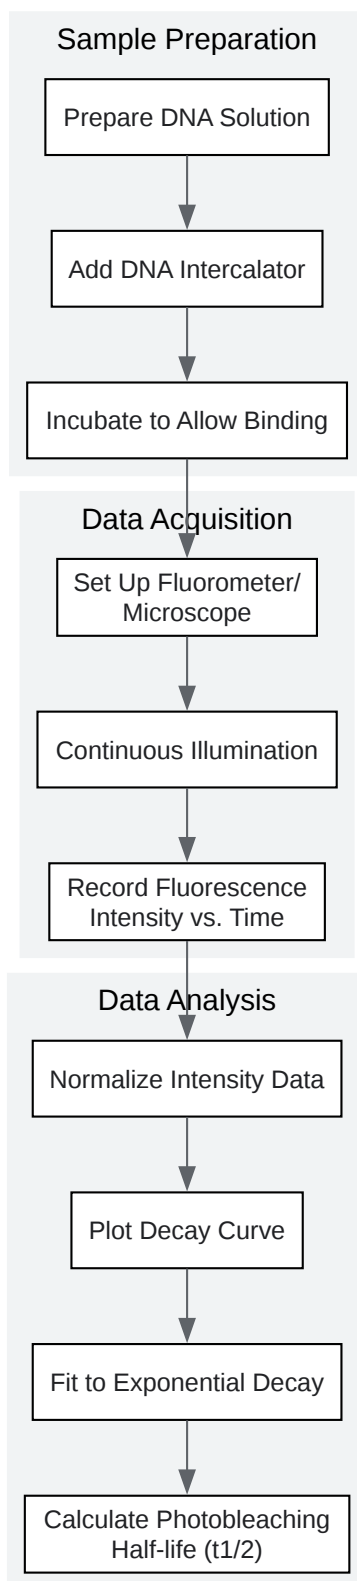 Sample Preparation
Prepare DNA Solution
Add DNA Intercalator
Incubate to Allow Binding
Data Acquisition
Set Up Fluorometer/
Microscope
Continuous Illumination
Record Fluorescence
Intensity vs. Time
Data Analysis
Normalize Intensity Data
Plot Decay Curve
Fit to Exponential Decay
Calculate Photobleaching
Half-life (t1/2)